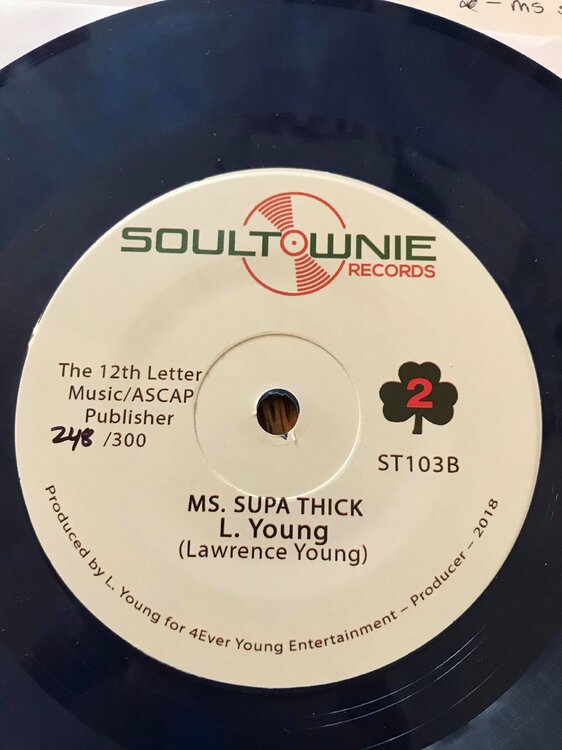 - MS
SOULTOWNIE
RECORDS
The 12th Letter
Music/ASCAP
Publisher
248 /300
2
ST103B
MS. SUPA THICK
L. Young
(Lawrence Young)
Produced by L. Young for 4Ever Young Entertainment – Producer – 2018